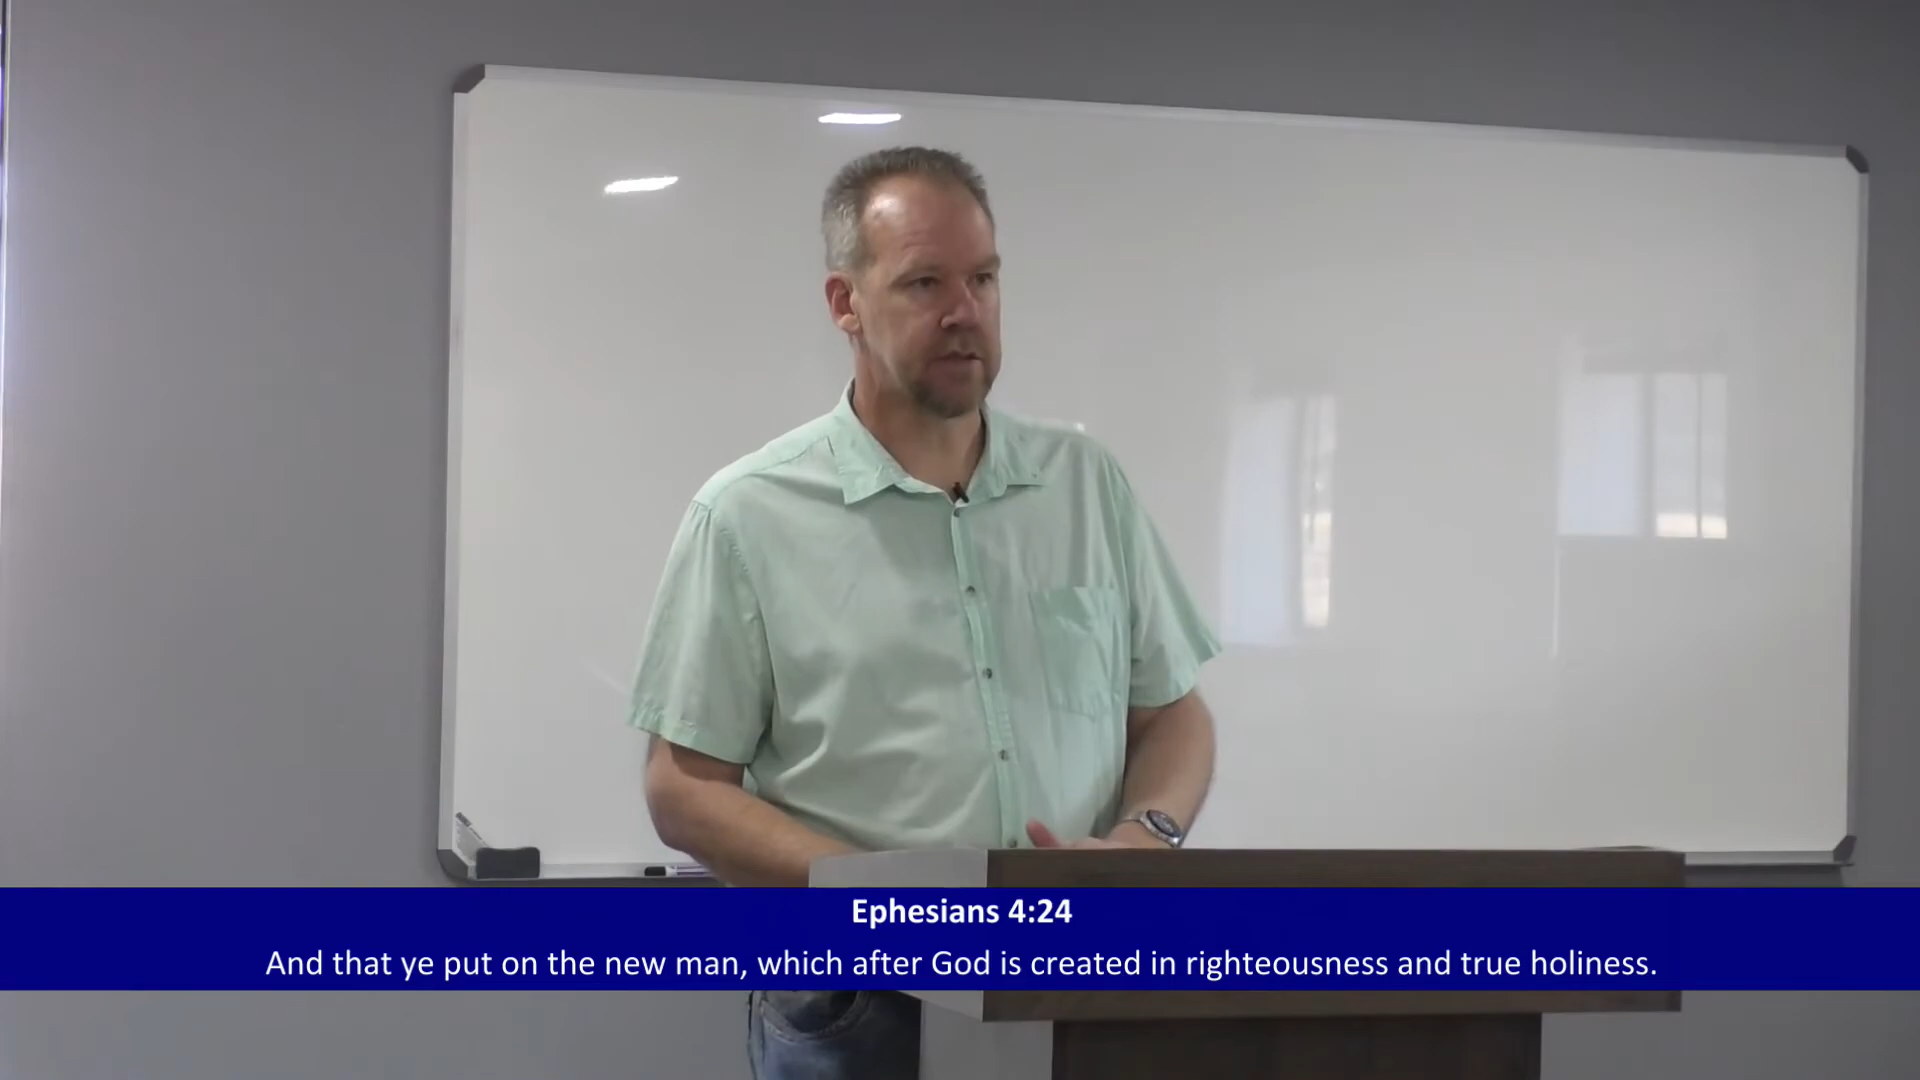 Ephesians 4:24
And that ye put on the new man, which after God is created in righteousness and true holiness.